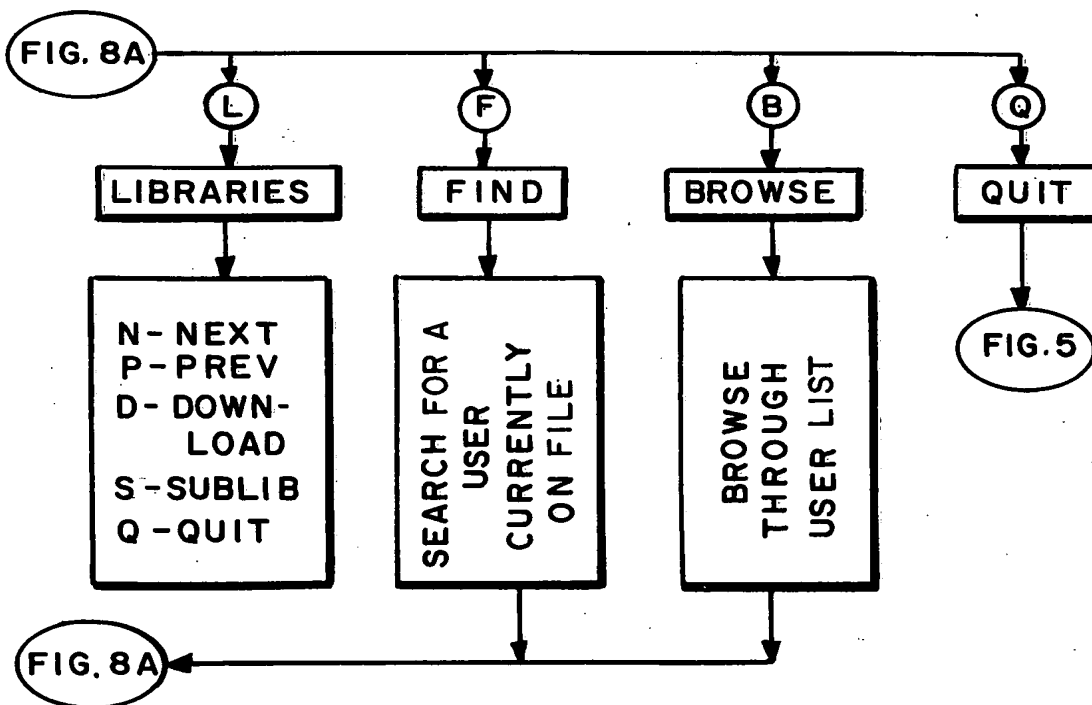 FIG. 8A
L
F
B
Q
LIBRARIES
FIND
BROWSE
QUIT
N-NEXT
P-PREV
D-DOWN-
LOAD
S-SUBLIB
Q-QUIT
SEARCH FOR A
USER
CURRENTLY
ON FILE
BROWSE
THROUGH
USER LIST
FIG. 5
FIG. 8A